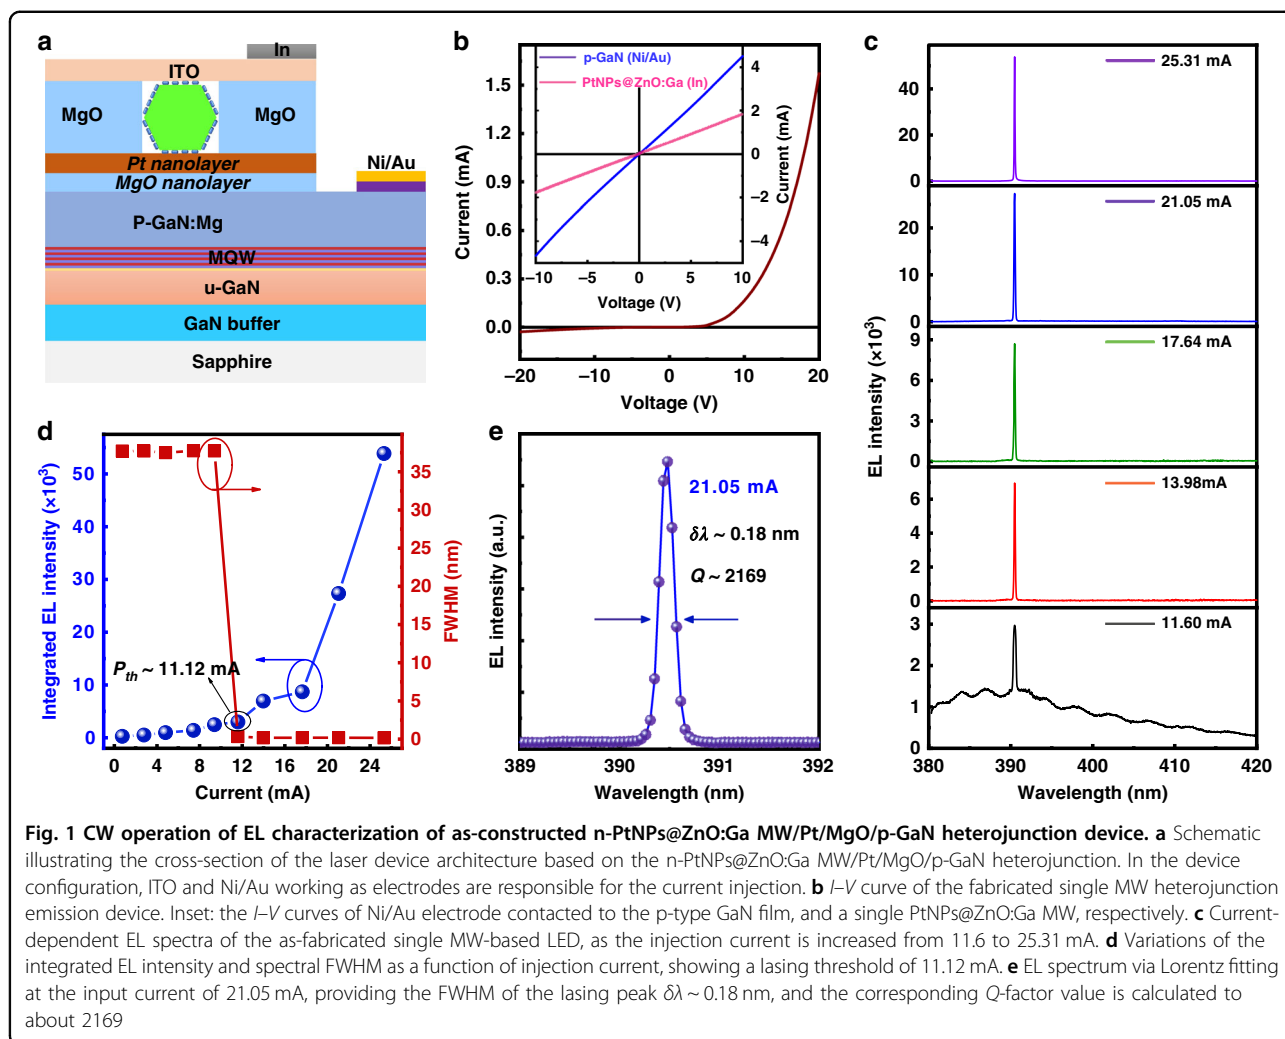 a
In
ITO
MgO
MgO
Pt nanolayer
Ni/Au
MgO nanolayer
P-GaN:Mg
MQW
u-GaN
GaN buffer
Sapphire
b
1.5
1.2
0.9
0.6
0.3
0.0
Current (mA)
p-GaN (Ni/Au)
PtNPs@ZnO:Ga (In)
4
2
0
−2
−4
Current (mA)
−10 −5 0 5 10
Voltage (V)
−20 −10 0 10 20
Voltage (V)
c
25.31 mA
40
20
0
21.05 mA
20
10
0
17.64 mA
9
6
3
0
13.98mA
6
3
0
11.60 mA
3
2
1
0
EL intensity (×10³)
380 390 400 410 420
Wavelength (nm)
d
50
40
30
20
10
0
Integrated EL intensity (×10³)
Pth ~ 11.12 mA
35
30
25
20
15
10
5
0
FWHM (nm)
0 4 8 12 16 20 24
Current (mA)
e
EL intensity (a.u.)
21.05 mA
δλ ~ 0.18 nm
Q ~ 2169
389 390 391 392
Wavelength (nm)
Fig. 1 CW operation of EL characterization of as-constructed n-PtNPs@ZnO:Ga MW/Pt/MgO/p-GaN heterojunction device. a Schematic
illustrating the cross-section of the laser device architecture based on the n-PtNPs@ZnO:Ga MW/Pt/MgO/p-GaN heterojunction. In the device
configuration, ITO and Ni/Au working as electrodes are responsible for the current injection. b I–V curve of the fabricated single MW heterojunction
emission device. Inset: the I–V curves of Ni/Au electrode contacted to the p-type GaN film, and a single PtNPs@ZnO:Ga MW, respectively. c Current-
dependent EL spectra of the as-fabricated single MW-based LED, as the injection current is increased from 11.6 to 25.31 mA. d Variations of the
integrated EL intensity and spectral FWHM as a function of injection current, showing a lasing threshold of 11.12 mA. e EL spectrum via Lorentz fitting
at the input current of 21.05 mA, providing the FWHM of the lasing peak δλ ~ 0.18 nm, and the corresponding Q-factor value is calculated to
about 2169